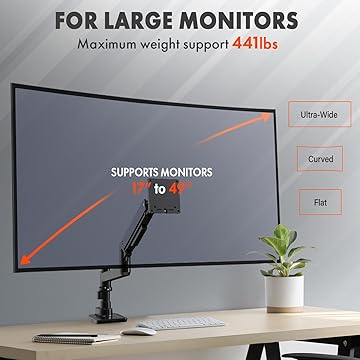 FOR LARGE MONITORS
Maximum weight support 441lbs
Ultra-Wide
SUPPORTS MONITORS
17" to 49"
Curved
Flat